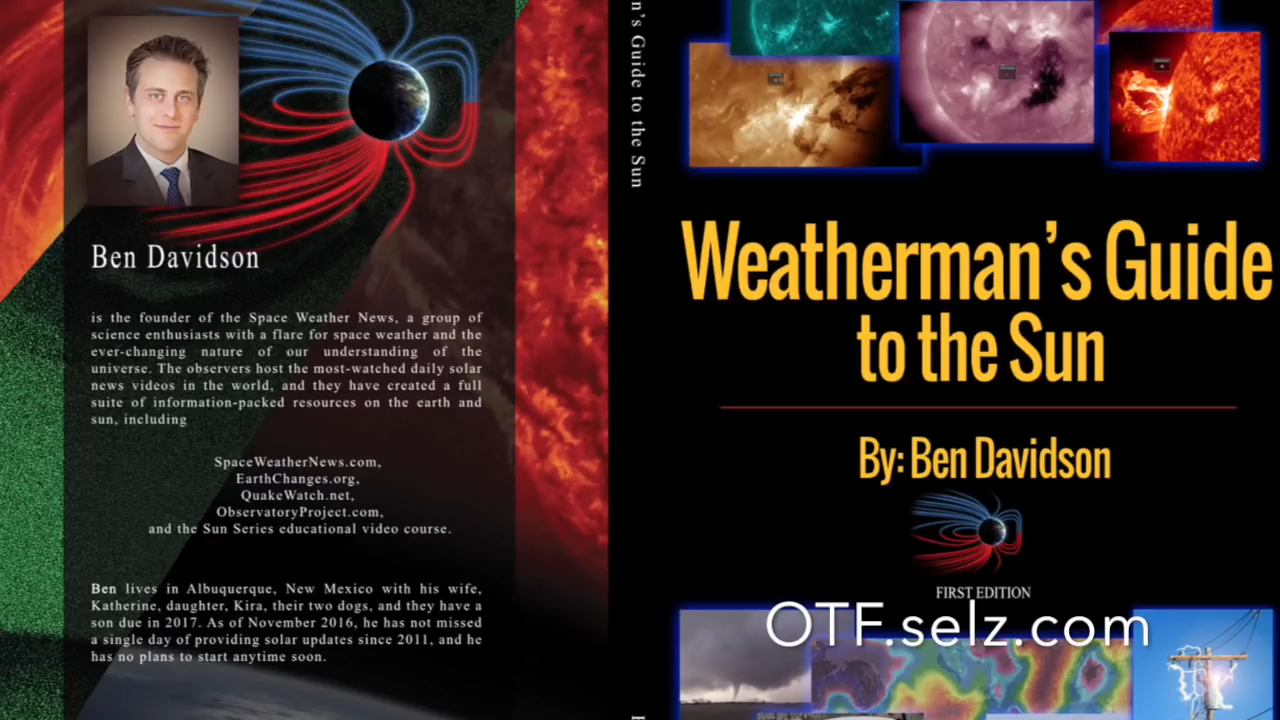 Ben Davidson
is the founder of the Space Weather News, a group of
science enthusiasts with a flare for space weather and the
ever-changing nature of our understanding of the
universe. The observers host the most-watched daily solar
news videos in the world, and they have created a full
suite of information-packed resources on the earth and
sun, including
SpaceWeatherNews.com,
EarthChanges.org,
QuakeWatch.net,
ObservatoryProject.com,
and the Sun Series educational video course.
Ben lives in Albuquerque, New Mexico with his wife,
Katherine, daughter, Kira, their two dogs, and they have a
son due in 2017. As of November 2016, he has not missed
a single day of providing solar updates since 2011, and he
has no plans to start anytime soon.
n's Guide to the Sun
Weatherman's Guide
to the Sun
By: Ben Davidson
FIRST EDITION
OTF.selz.com